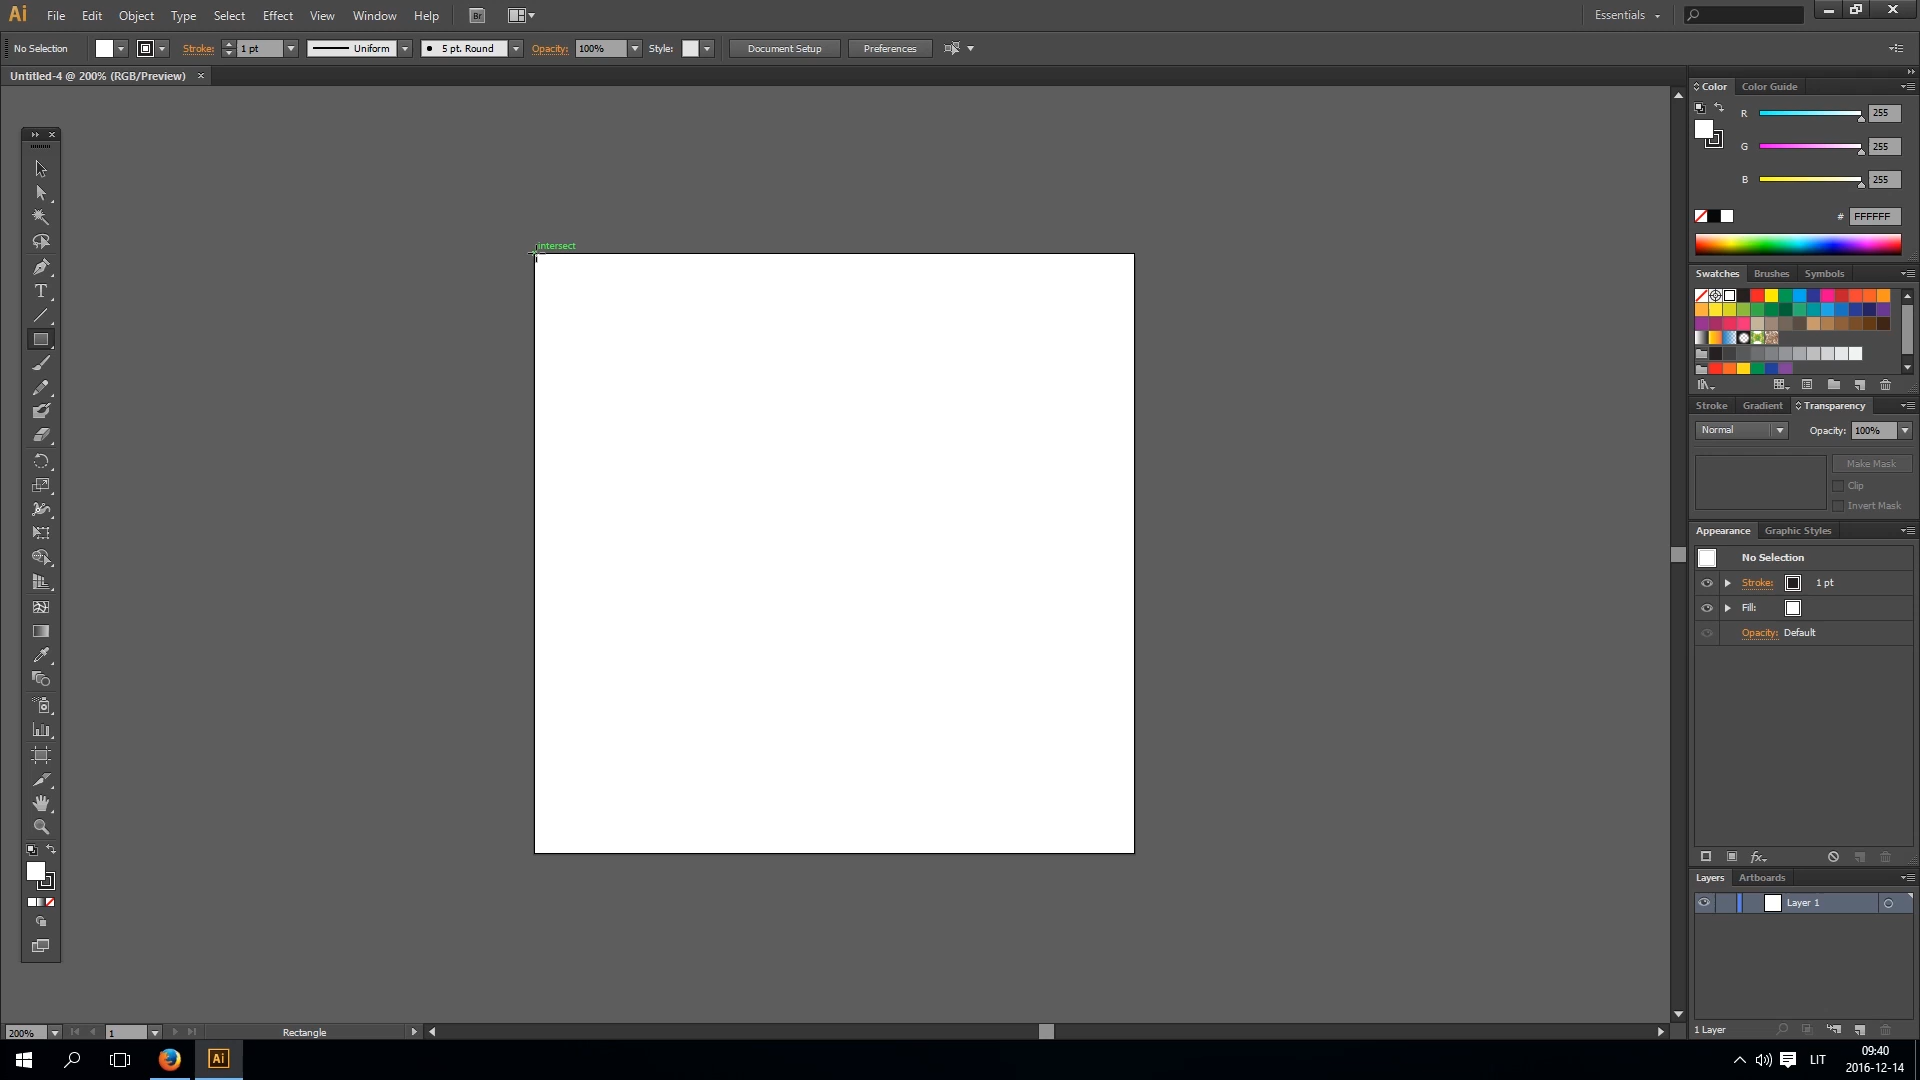 Ai File Edit Object Type Select Effect View Window Help Br Essentials
No Selection Stroke: 1 pt Uniform 5 pt. Round Opacity: 100% Style: Document Setup Preferences
Untitled-4 @ 200% (RGB/Preview)
Color Color Guide
R 255
G 255
B 255
# FFFFFF
intersect
Swatches Brushes Symbols
Stroke Gradient Transparency
Normal Opacity: 100%
Make Mask
Clip
Invert Mask
Appearance Graphic Styles
No Selection
Stroke: 1 pt
Fill:
Opacity: Default
fx
Layers Artboards
Layer 1
1 Layer
200% 1 Rectangle
Ai LIT 09:40
2016-12-14